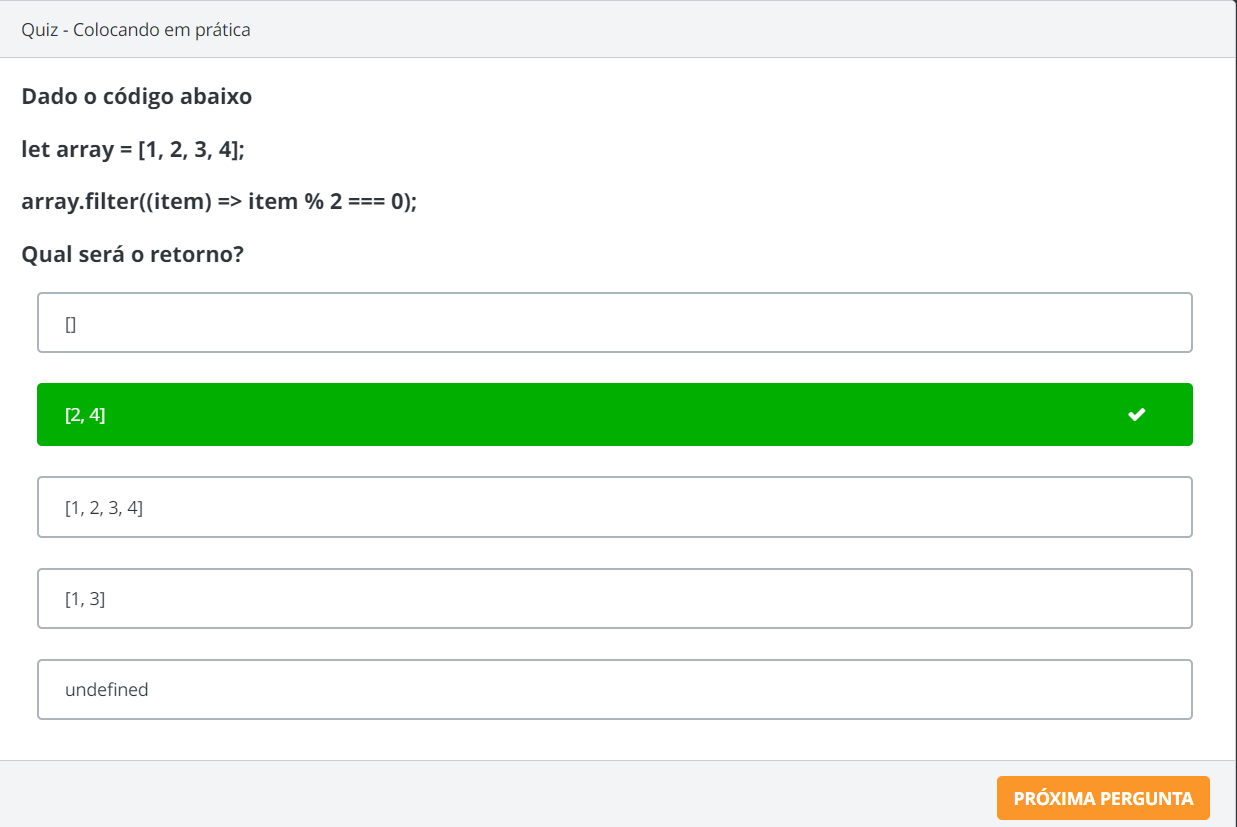 Quiz - Colocando em prática
Dado o código abaixo
let array = [1, 2, 3, 4];
array.filter((item) => item % 2 === 0);
Qual será o retorno?
[]
[2, 4]
[1, 2, 3, 4]
[1, 3]
undefined
PRÓXIMA PERGUNTA